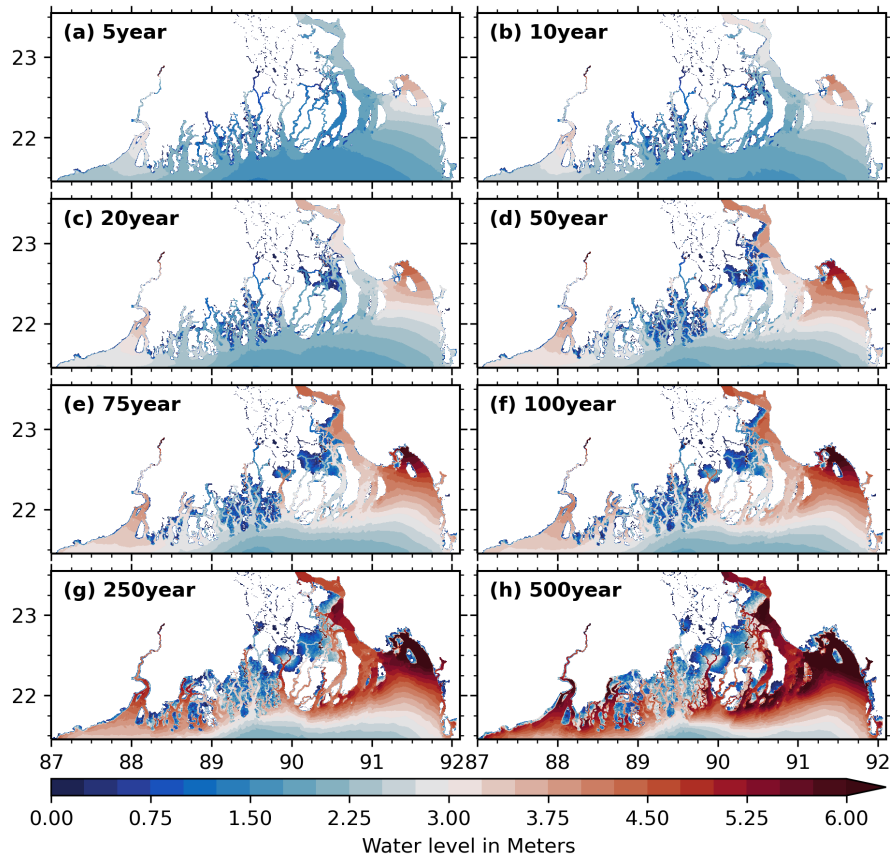 (a) 5year
(b) 10year
23
22
(c) 20year
(d) 50year
23
22
(e) 75year
(f) 100year
23
22
(g) 250year
(h) 500year
23
22
87 88 89 90 91 92 87 88 89 90 91 92
0.00 0.75 1.50 2.25 3.00 3.75 4.50 5.25 6.00
Water level in Meters